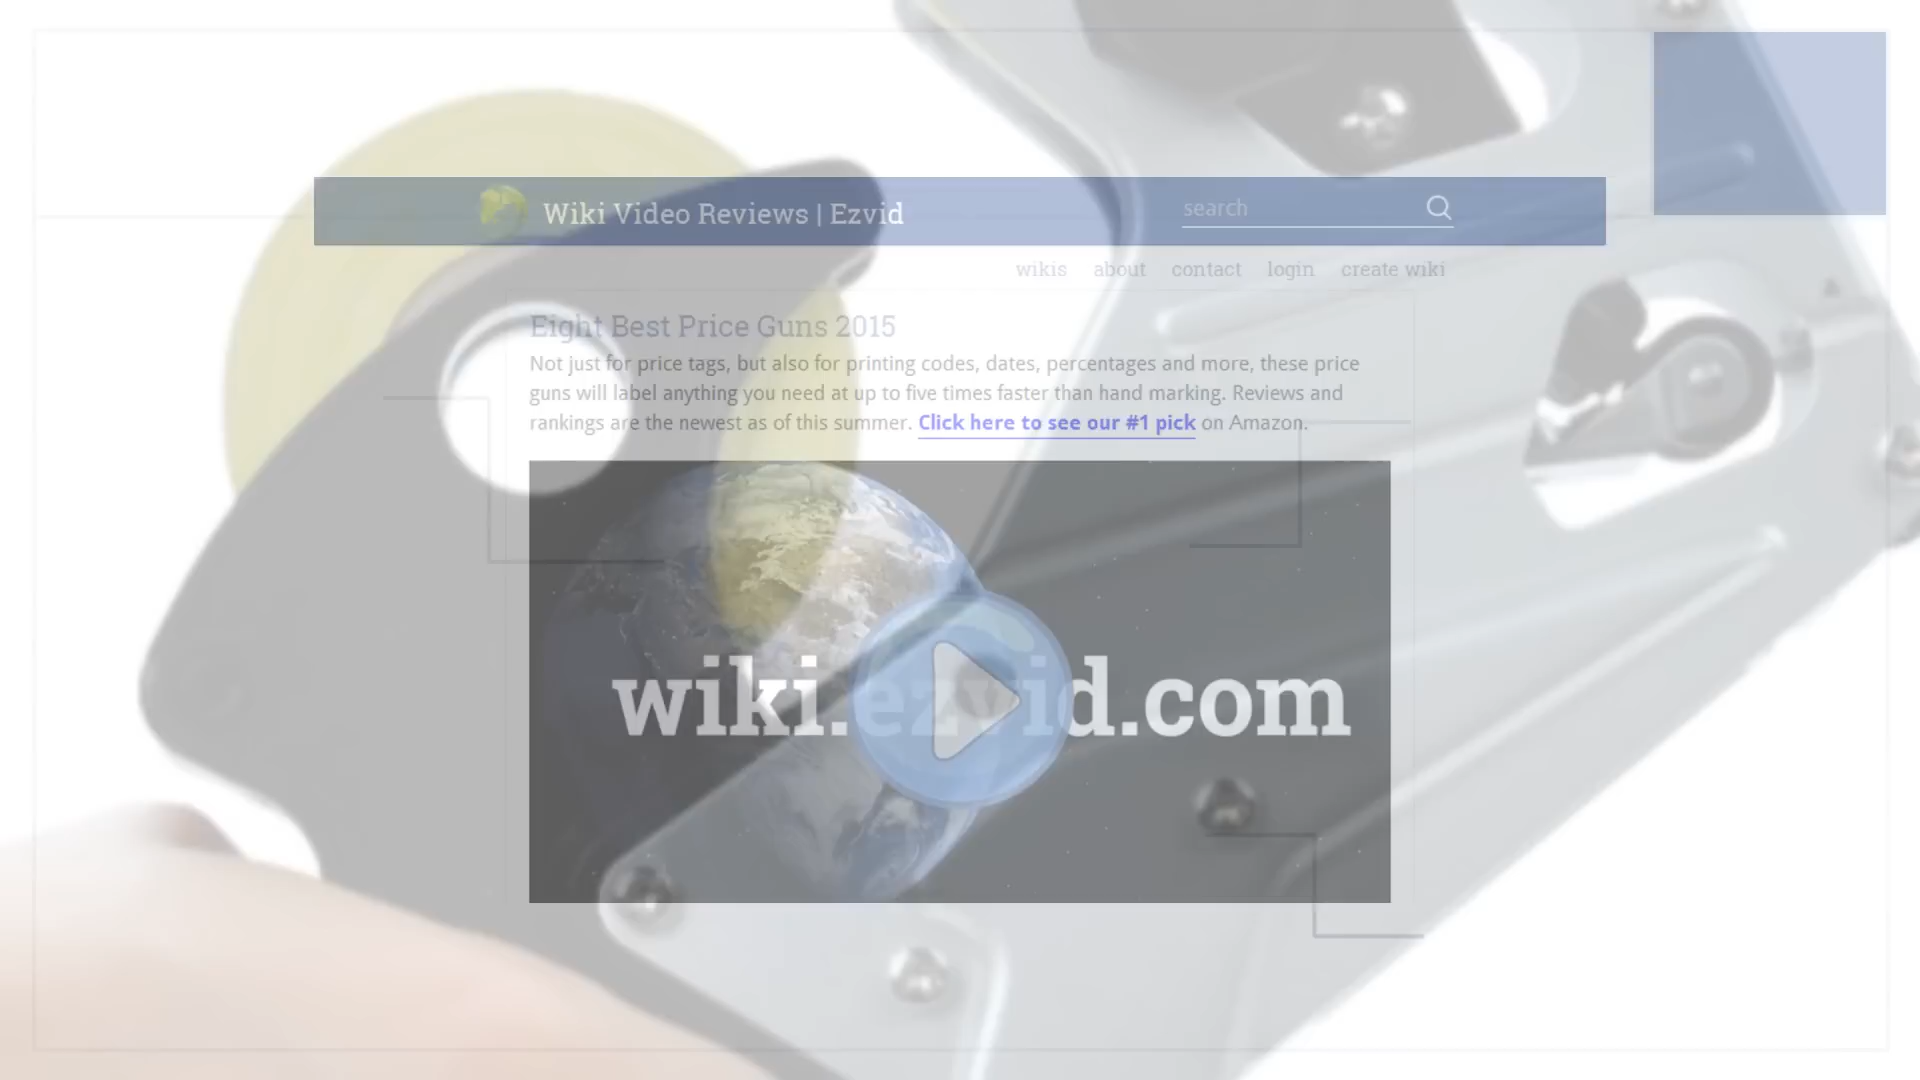 Wiki Video Reviews | Ezvid
search
wikis about contact login create wiki
Eight Best Price Guns 2015
Not just for price tags, but also for printing codes, dates, percentages and more, these price
guns will label anything you need at up to five times faster than hand marking. Reviews and
rankings are the newest as of this summer. Click here to see our #1 pick on Amazon.
wiki.ezvid.com